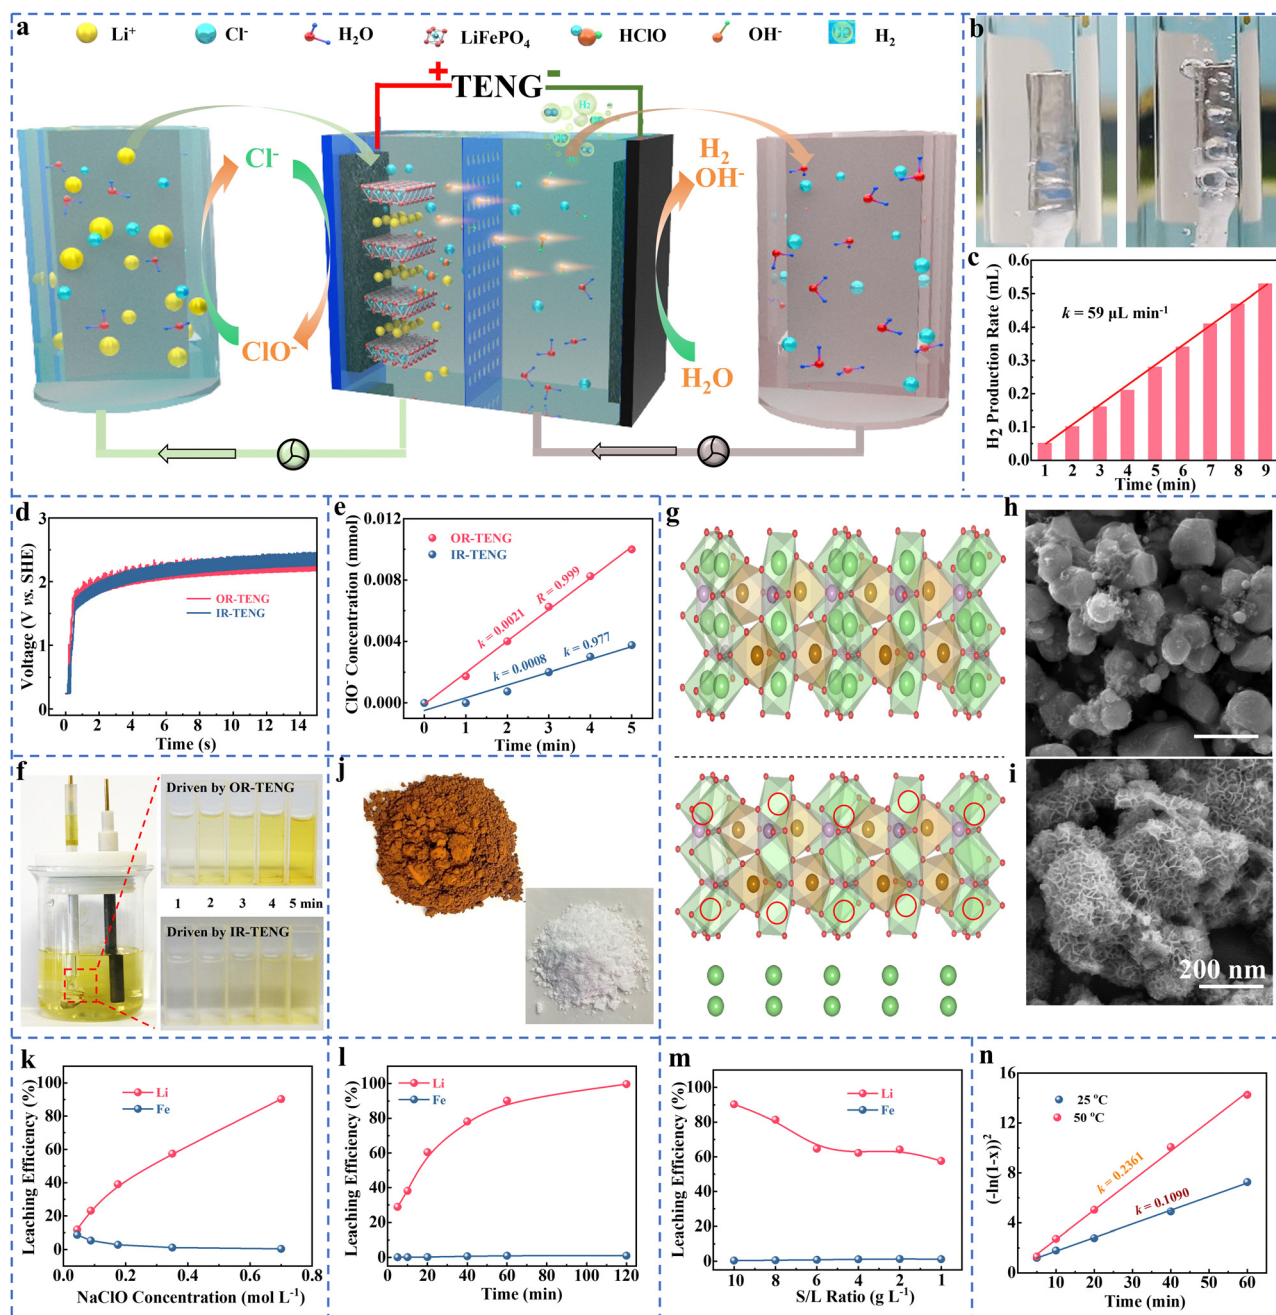 a
Li⁺
Cl⁻
H₂O
LiFePO₄
HClO
OH⁻
H₂
+ TENG -
H₂
Cl⁻
ClO⁻
H₂
OH⁻
H₂O
b
c
H₂ Production Rate (mL)
0.6
0.5
0.4
0.3
0.2
0.1
0.0
k = 59 μL min⁻¹
1 2 3 4 5 6 7 8 9
Time (min)
d
Voltage (V vs. SHE)
3
2
1
0
OR-TENG
IR-TENG
0 2 4 6 8 10 12 14
Time (s)
e
ClO⁻ Concentration (mmol)
0.012
0.008
0.004
0.000
OR-TENG
IR-TENG
k = 0.0021 R = 0.999
k = 0.0008 k = 0.977
0 1 2 3 4 5
Time (min)
f
Driven by OR-TENG
1 2 3 4 5 min
Driven by IR-TENG
g
h
i
200 nm
j
k
Leaching Efficiency (%)
100
80
60
40
20
0
Li
Fe
0.0 0.2 0.4 0.6 0.8
NaClO Concentration (mol L⁻¹)
l
Leaching Efficiency (%)
100
80
60
40
20
0
Li
Fe
0 20 40 60 80 100 120
Time (min)
m
Leaching Efficiency (%)
100
80
60
40
20
0
Li
Fe
10 8 6 4 2 1
S/L Ratio (g L⁻¹)
n
(-ln(1-x))²
16
12
8
4
0
25 °C
50 °C
k = 0.2361
k = 0.1090
10 20 30 40 50 60
Time (min)